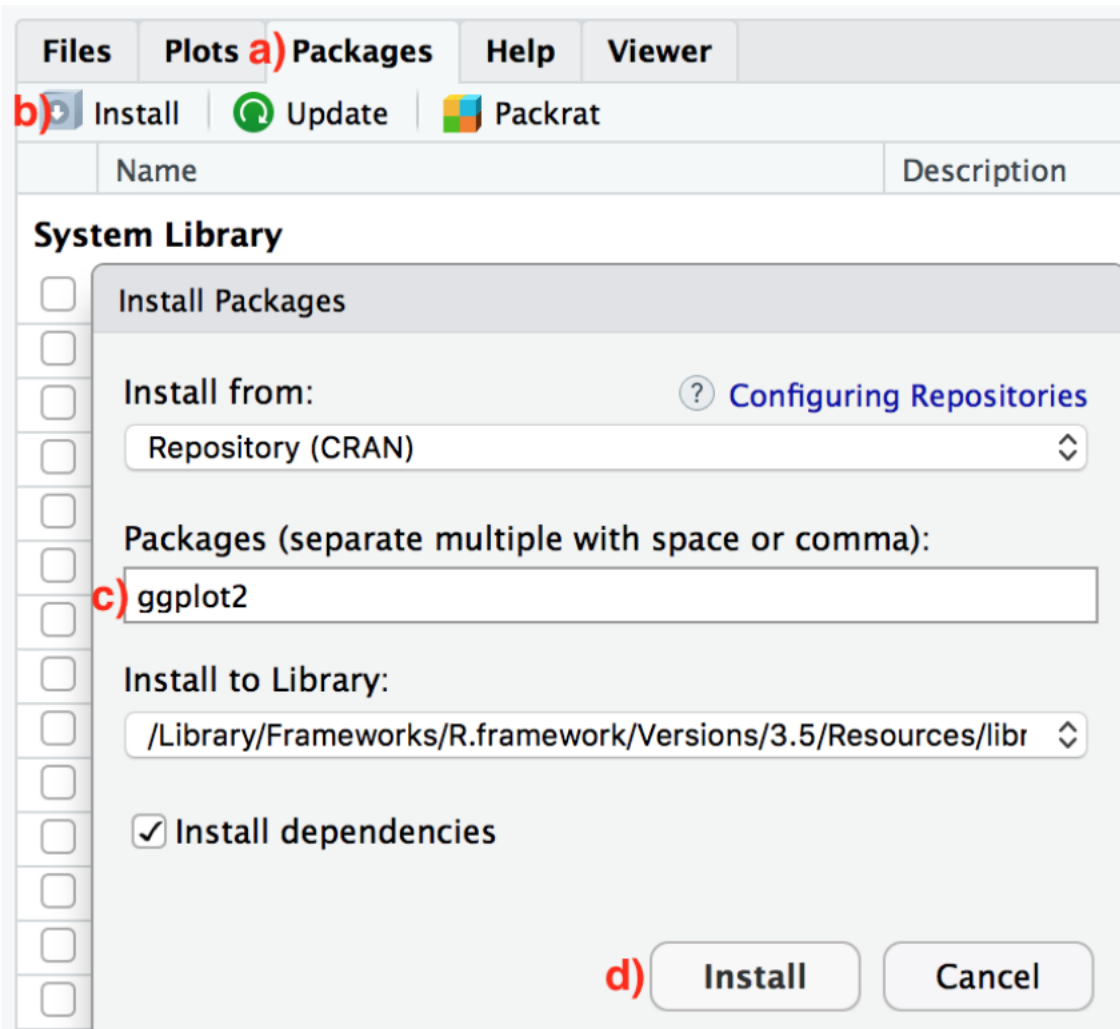 Files Plots a) Packages Help Viewer
b) Install Update Packrat
Name Description
System Library
Install Packages
Install from: ? Configuring Repositories
Repository (CRAN)
Packages (separate multiple with space or comma):
c) ggplot2
Install to Library:
/Library/Frameworks/R.framework/Versions/3.5/Resources/libr
Install dependencies
d) Install Cancel